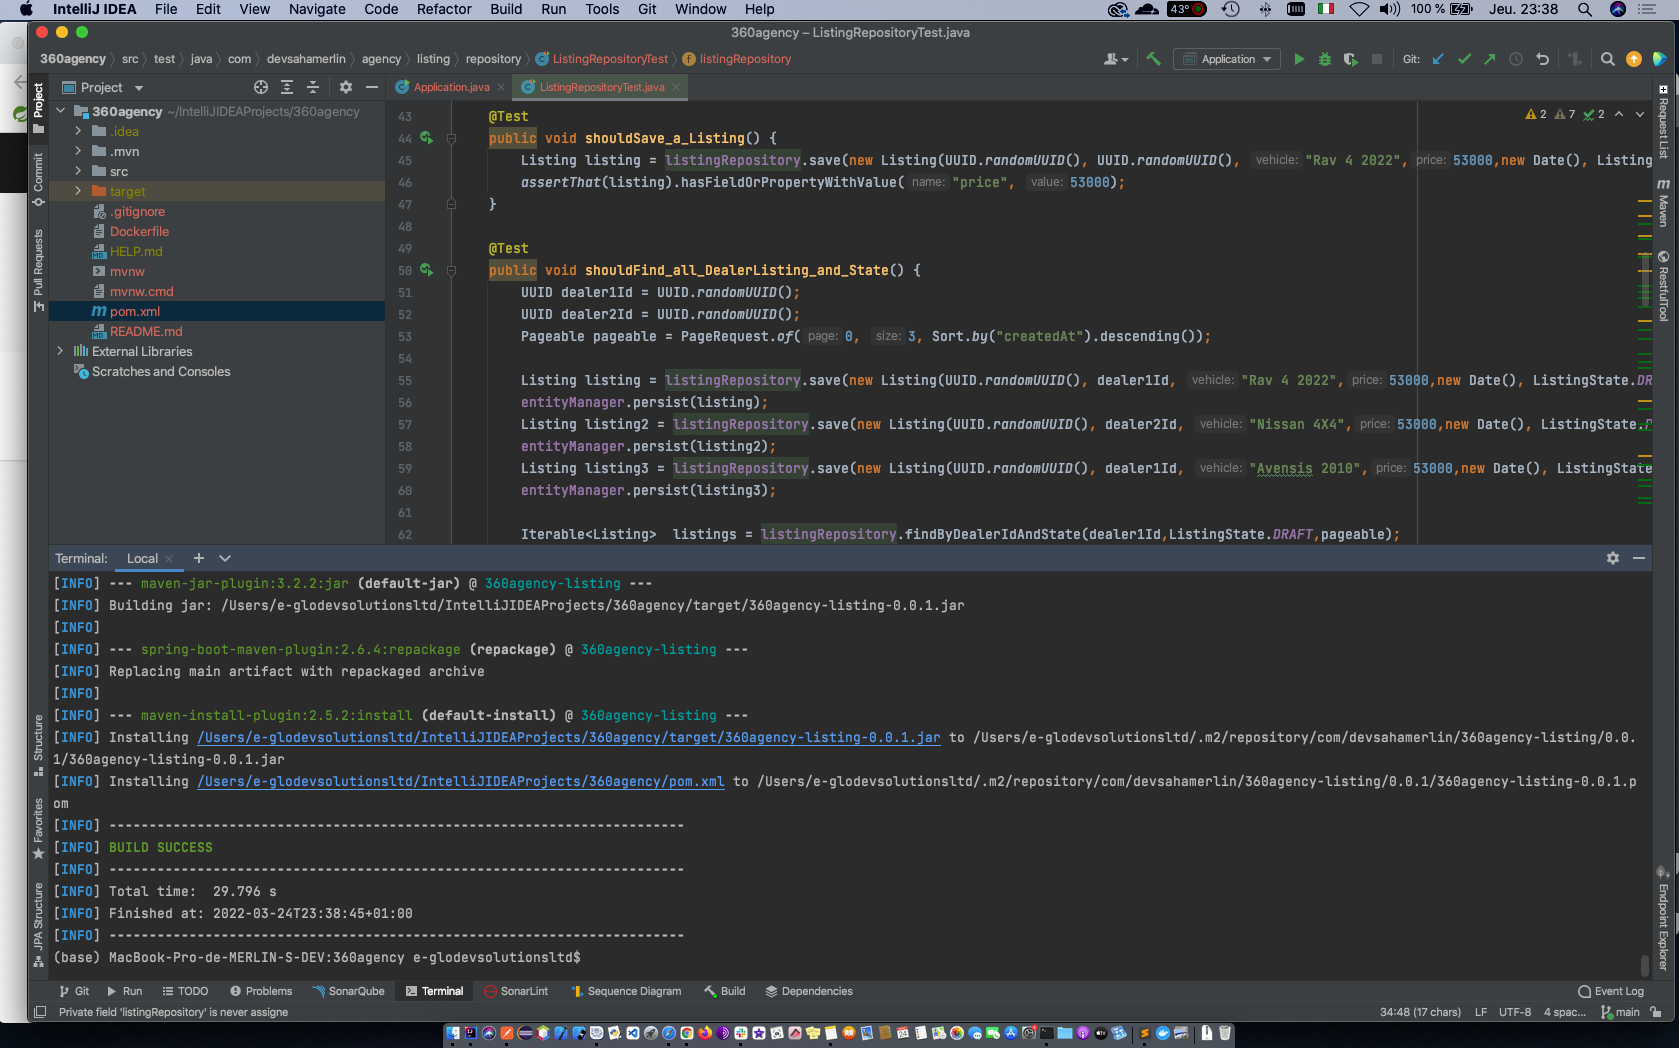 IntelliJ IDEA File Edit View Navigate Code Refactor Build Run Tools Git Window Help 43° 100 % Jeu. 23:38
360agency – ListingRepositoryTest.java
360agency src test java com devsahamerlin agency listing repository ListingRepositoryTest listingRepository Application Git:
Project
Application.java ListingRepositoryTest.java
360agency ~/IntelliJIDEAProjects/360agency
.idea
.mvn
src
target
.gitignore
Dockerfile
HELP.md
mvnw
mvnw.cmd
pom.xml
README.md
External Libraries
Scratches and Consoles
Project
Commit
Pull Requests
Structure
Favorites
JPA Structure
2 7 2
43 @Test
44 public void shouldSave_a_Listing() {
45 Listing listing = listingRepository.save(new Listing(UUID.randomUUID(), UUID.randomUUID(), vehicle: "Rav 4 2022", price: 53000,new Date(), Listing
46 assertThat(listing).hasFieldOrPropertyWithValue( name: "price", value: 53000);
47 }
48
49 @Test
50 public void shouldFind_all_DealerListing_and_State() {
51 UUID dealer1Id = UUID.randomUUID();
52 UUID dealer2Id = UUID.randomUUID();
53 Pageable pageable = PageRequest.of( page: 0, size: 3, Sort.by("createdAt").descending());
54
55 Listing listing = listingRepository.save(new Listing(UUID.randomUUID(), dealer1Id, vehicle: "Rav 4 2022", price: 53000,new Date(), ListingState.DR
56 entityManager.persist(listing);
57 Listing listing2 = listingRepository.save(new Listing(UUID.randomUUID(), dealer2Id, vehicle: "Nissan 4X4", price: 53000,new Date(), ListingState.
58 entityManager.persist(listing2);
59 Listing listing3 = listingRepository.save(new Listing(UUID.randomUUID(), dealer1Id, vehicle: "Avensis 2010", price: 53000,new Date(), ListingState
60 entityManager.persist(listing3);
61
62 Iterable<Listing> listings = listingRepository.findByDealerIdAndState(dealer1Id,ListingState.DRAFT,pageable);
Request List
Maven
RestfulTool
Endpoint Explorer
Terminal: Local
[INFO] --- maven-jar-plugin:3.2.2:jar (default-jar) @ 360agency-listing ---
[INFO] Building jar: /Users/e-glodevsolutionsltd/IntelliJIDEAProjects/360agency/target/360agency-listing-0.0.1.jar
[INFO]
[INFO] --- spring-boot-maven-plugin:2.6.4:repackage (repackage) @ 360agency-listing ---
[INFO] Replacing main artifact with repackaged archive
[INFO]
[INFO] --- maven-install-plugin:2.5.2:install (default-install) @ 360agency-listing ---
[INFO] Installing /Users/e-glodevsolutionsltd/IntelliJIDEAProjects/360agency/target/360agency-listing-0.0.1.jar to /Users/e-glodevsolutionsltd/.m2/repository/com/devsahamerlin/360agency-listing/0.0.
1/360agency-listing-0.0.1.jar
[INFO] Installing /Users/e-glodevsolutionsltd/IntelliJIDEAProjects/360agency/pom.xml to /Users/e-glodevsolutionsltd/.m2/repository/com/devsahamerlin/360agency-listing/0.0.1/360agency-listing-0.0.1.p
om
[INFO] ------------------------------------------------------------------------
[INFO] BUILD SUCCESS
[INFO] ------------------------------------------------------------------------
[INFO] Total time:  29.796 s
[INFO] Finished at: 2022-03-24T23:38:45+01:00
[INFO] ------------------------------------------------------------------------
(base) MacBook-Pro-de-MERLIN-S-DEV:360agency e-glodevsolutionsltd$
Git Run TODO Problems SonarQube Terminal SonarLint Sequence Diagram Build Dependencies Event Log
Private field 'listingRepository' is never assigne 34:48 (17 chars) LF UTF-8 4 spac... main